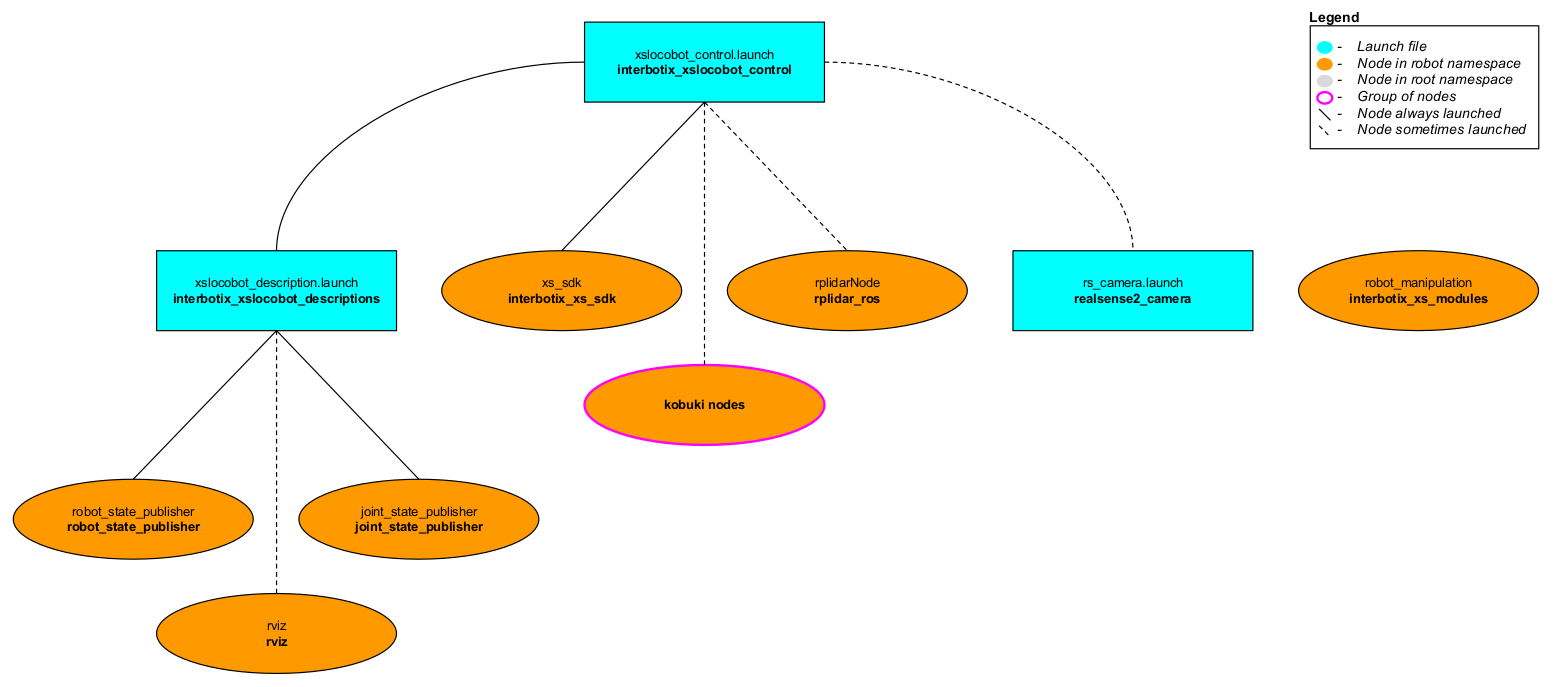 Legend
- Launch file
- Node in robot namespace
- Node in root namespace
- Group of nodes
- Node always launched
- Node sometimes launched
xslocobot_control.launch
interbotix_xslocobot_control
xslocobot_description.launch
interbotix_xslocobot_descriptions
xs_sdk
interbotix_xs_sdk
rplidarNode
rplidar_ros
rs_camera.launch
realsense2_camera
robot_manipulation
interbotix_xs_modules
kobuki nodes
robot_state_publisher
robot_state_publisher
joint_state_publisher
joint_state_publisher
rviz
rviz